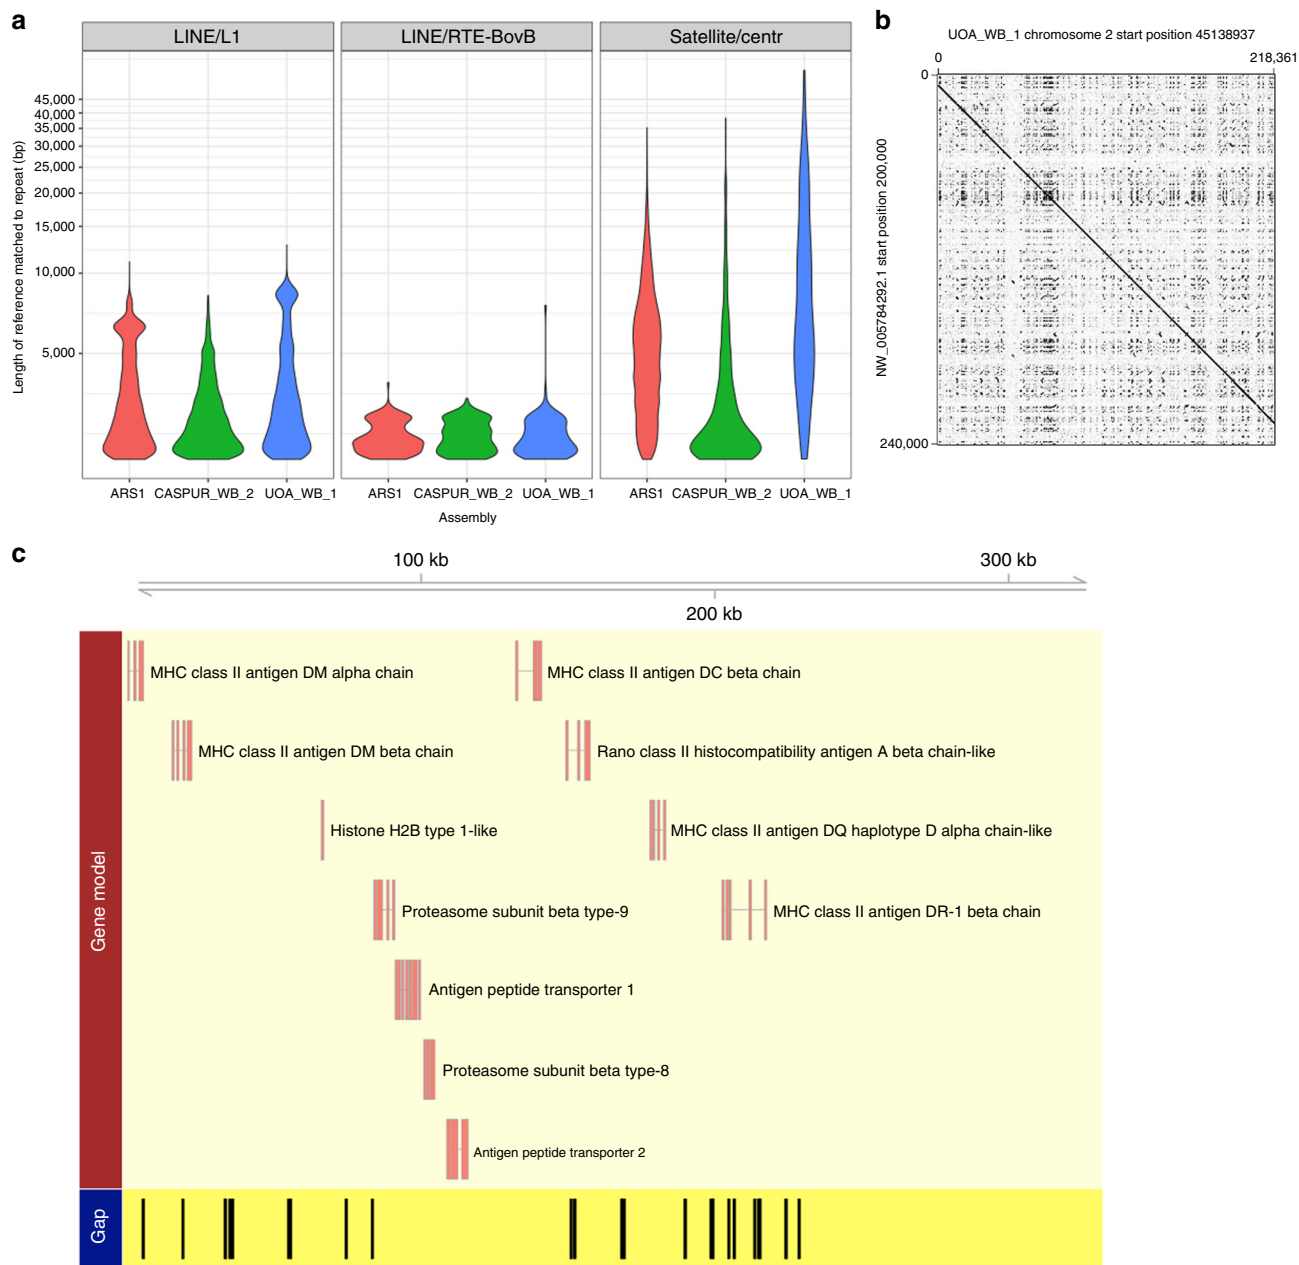 a
LINE/L1
LINE/RTE-BovB
Satellite/centr
Length of reference matched to repeat (bp)
45,000
40,000
35,000
30,000
25,000
20,000
15,000
10,000
5,000
ARS1
CASPUR_WB_2
UOA_WB_1
ARS1
CASPUR_WB_2
UOA_WB_1
ARS1
CASPUR_WB_2
UOA_WB_1
Assembly
b
UOA_WB_1 chromosome 2 start position 45138937
0
218,361
0
NW_005784292.1 start position 200,000
240,000
c
100 kb
300 kb
200 kb
Gene model
MHC class II antigen DM alpha chain
MHC class II antigen DC beta chain
MHC class II antigen DM beta chain
Rano class II histocompatibility antigen A beta chain-like
Histone H2B type 1-like
MHC class II antigen DQ haplotype D alpha chain-like
Proteasome subunit beta type-9
MHC class II antigen DR-1 beta chain
Antigen peptide transporter 1
Proteasome subunit beta type-8
Antigen peptide transporter 2
Gap